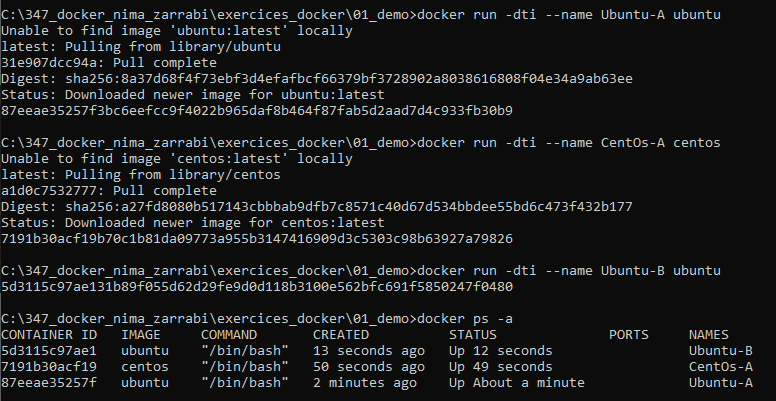 C:\347_docker_nima_zarrabi\exercices_docker\01_demo>docker run -dti --name Ubuntu-A ubuntu
Unable to find image 'ubuntu:latest' locally
latest: Pulling from library/ubuntu
31e907dcc94a: Pull complete
Digest: sha256:8a37d68f4f73ebf3d4efafbcf66379bf3728902a8038616808f04e34a9ab63ee
Status: Downloaded newer image for ubuntu:latest
87eeae35257f3bc6eefcc9f4022b965daf8b464f87fab5d2aad7d4c933fb30b9

C:\347_docker_nima_zarrabi\exercices_docker\01_demo>docker run -dti --name CentOs-A centos
Unable to find image 'centos:latest' locally
latest: Pulling from library/centos
a1d0c7532777: Pull complete
Digest: sha256:a27fd8080b517143cbbbab9dfb7c8571c40d67d534bbdee55bd6c473f432b177
Status: Downloaded newer image for centos:latest
7191b30acf19b70c1b81da09773a955b3147416909d3c5303c98b63927a79826

C:\347_docker_nima_zarrabi\exercices_docker\01_demo>docker run -dti --name Ubuntu-B ubuntu
5d3115c97ae131b89f055d62d29fe9d0d118b3100e562bfc691f5850247f0480

C:\347_docker_nima_zarrabi\exercices_docker\01_demo>docker ps -a
CONTAINER ID   IMAGE     COMMAND       CREATED          STATUS              PORTS     NAMES
5d3115c97ae1   ubuntu    "/bin/bash"   13 seconds ago   Up 12 seconds                 Ubuntu-B
7191b30acf19   centos    "/bin/bash"   50 seconds ago   Up 49 seconds                 CentOs-A
87eeae35257f   ubuntu    "/bin/bash"   2 minutes ago    Up About a minute             Ubuntu-A